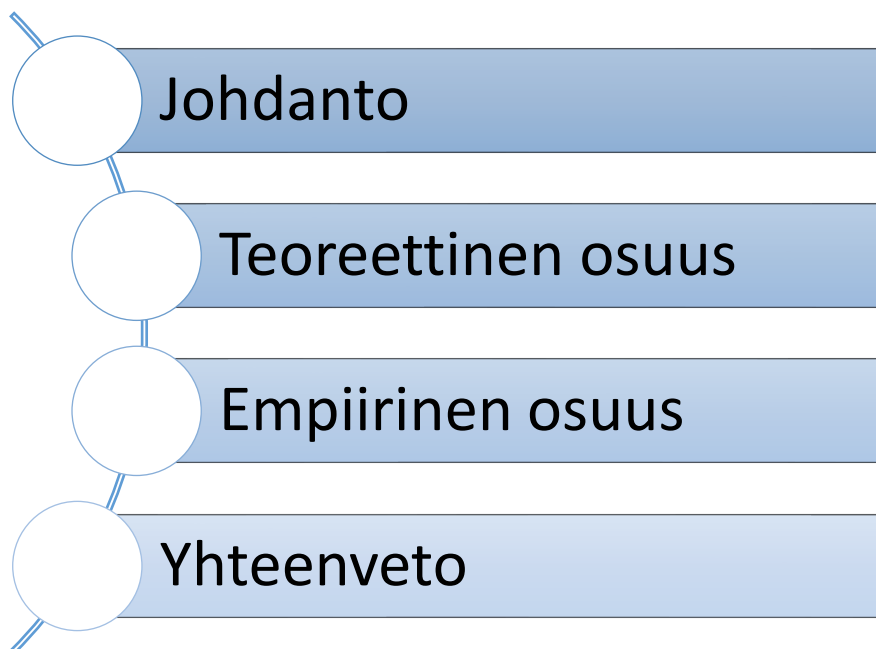 Johdanto
Teoreettinen osuus
Empiirinen osuus
Yhteenveto